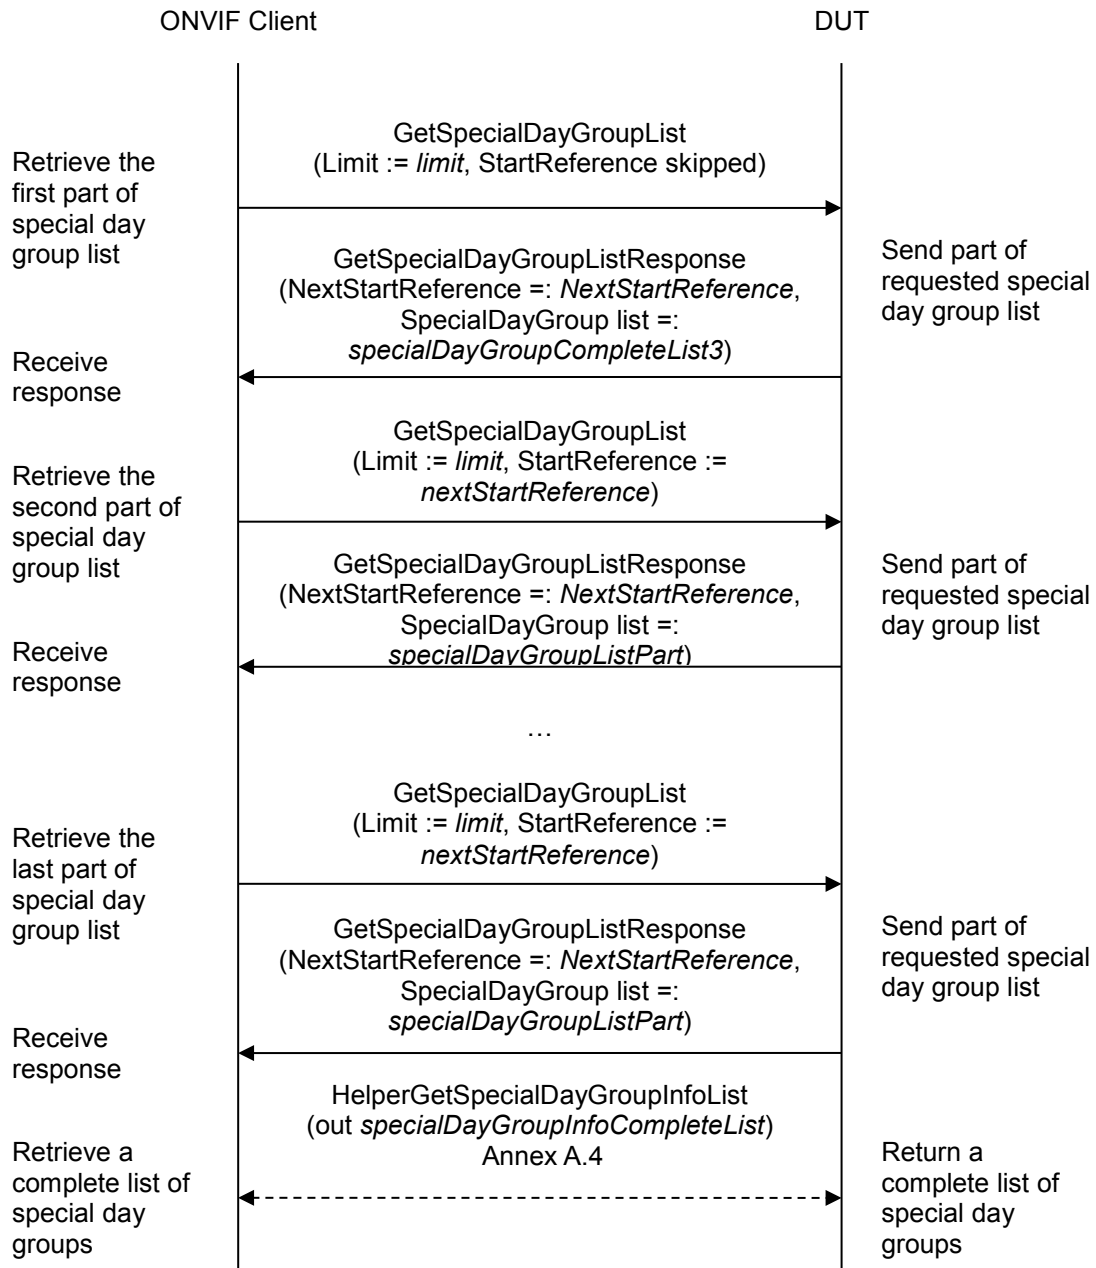 ONVIF Client
DUT
GetSpecialDayGroupList
(Limit := limit, StartReference skipped)
Retrieve the
first part of
special day
group list
GetSpecialDayGroupListResponse
(NextStartReference =: NextStartReference,
SpecialDayGroup list =:
specialDayGroupCompleteList3)
Send part of
requested special
day group list
Receive
response
GetSpecialDayGroupList
(Limit := limit, StartReference :=
nextStartReference)
Retrieve the
second part of
special day
group list
GetSpecialDayGroupListResponse
(NextStartReference =: NextStartReference,
SpecialDayGroup list =:
specialDayGroupListPart)
Send part of
requested special
day group list
Receive
response
…
GetSpecialDayGroupList
(Limit := limit, StartReference :=
nextStartReference)
Retrieve the
last part of
special day
group list
GetSpecialDayGroupListResponse
(NextStartReference =: NextStartReference,
SpecialDayGroup list =:
specialDayGroupListPart)
Send part of
requested special
day group list
Receive
response
HelperGetSpecialDayGroupInfoList
(out specialDayGroupInfoCompleteList)
Annex A.4
Retrieve a
complete list of
special day
groups
Return a
complete list of
special day
groups